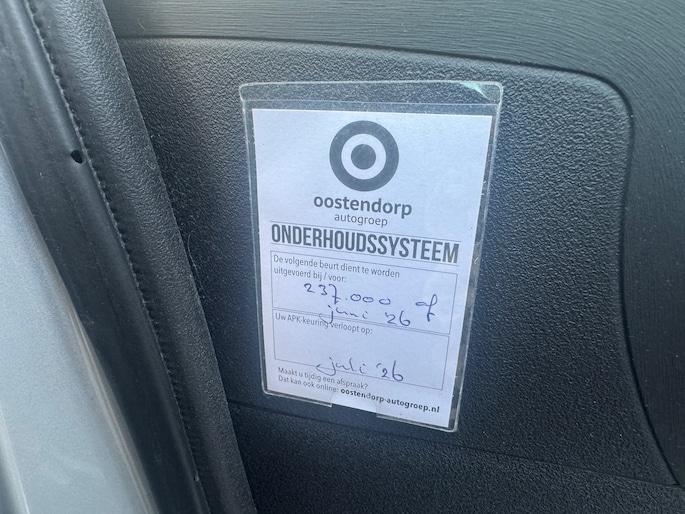 oostendorp
autogroep
ONDERHOUDSSYSTEEM
De volgende beurt dient te worden
uitgevoerd bij / voor:
237.000 of
juni '26
Uw APK-keuring verloopt op:
juli '26
Maakt u tijdig een afspraak?
Dat kan ook online: oostendorp-autogroep.nl